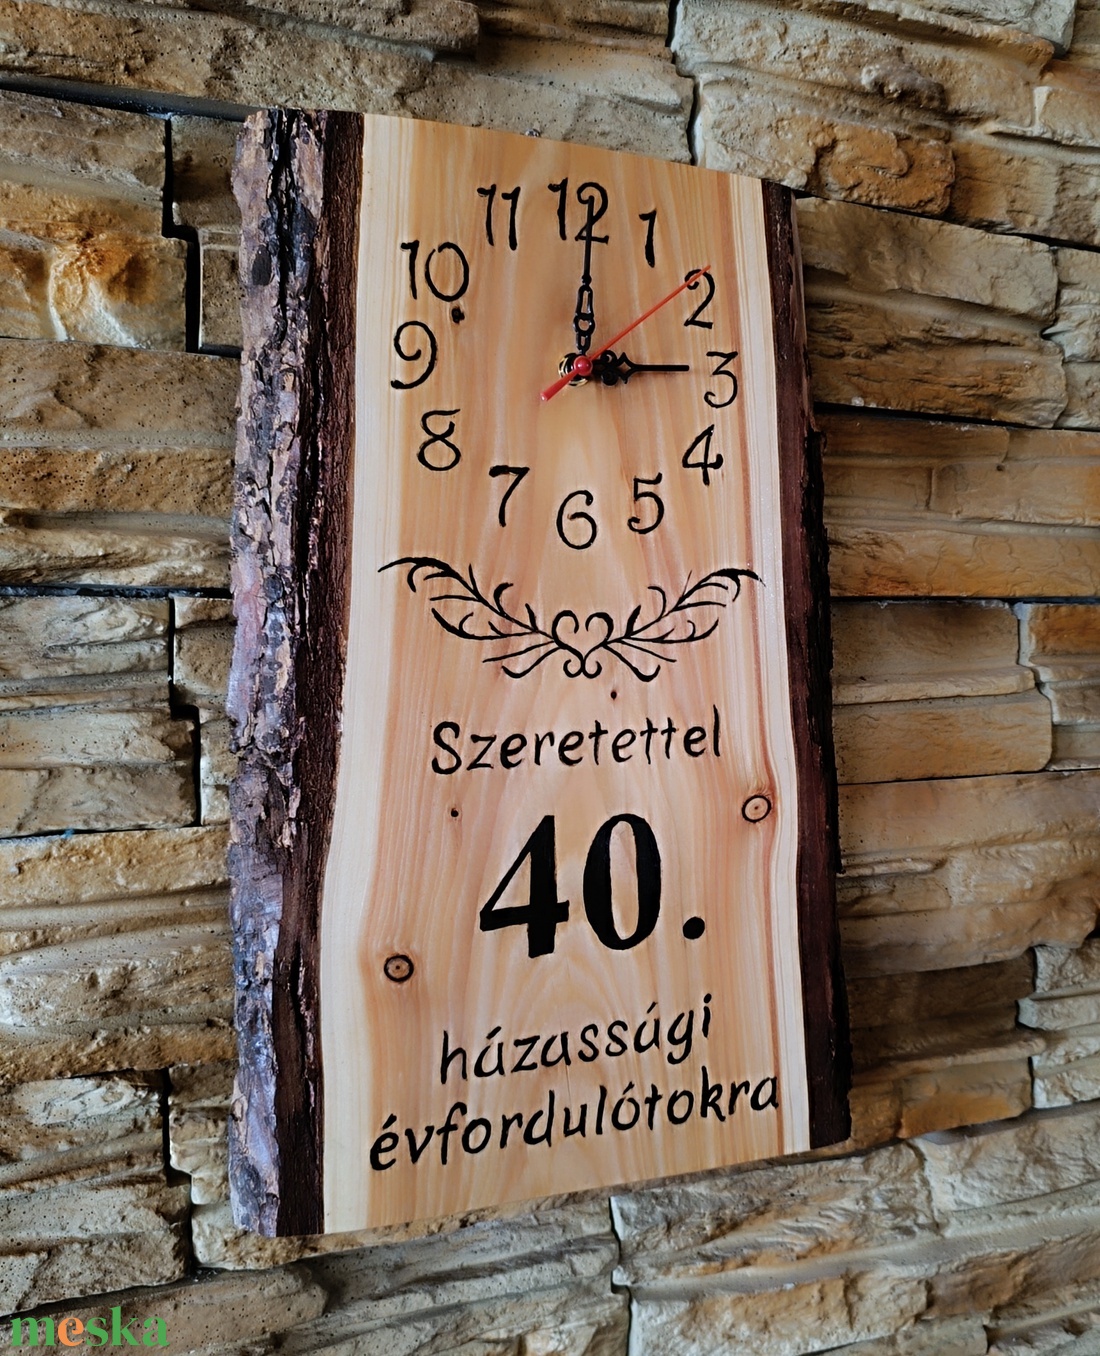 11 12 1
10 2
9 3
8 4
7 6 5
Szeretettel
40.
házassági
évfordulótokra
meska